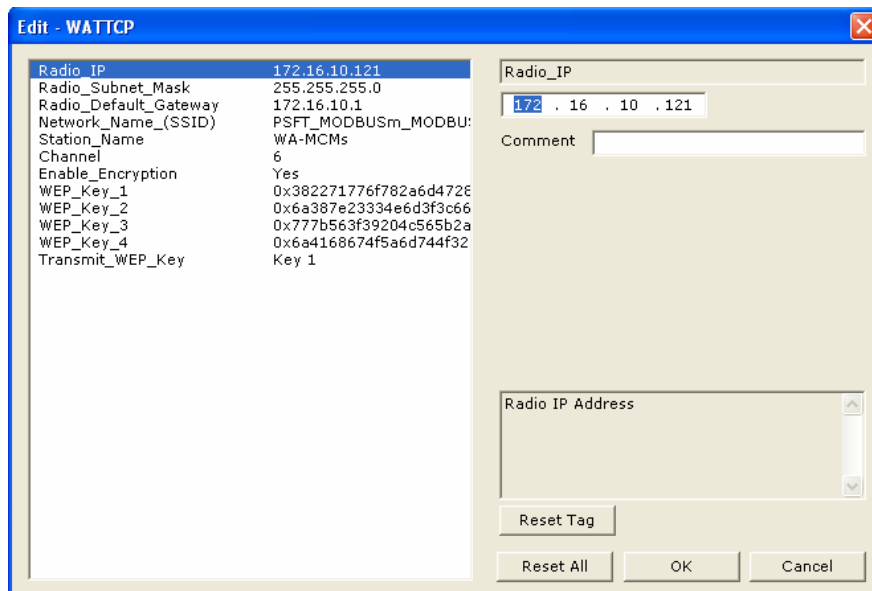 Edit - WATTCP
Radio_IP 172.16.10.121
Radio_Subnet_Mask 255.255.255.0
Radio_Default_Gateway 172.16.10.1
Network_Name_(SSID) PSFT_MODBUSm_MODBU
Station_Name WA-MCMs
Channel 6
Enable_Encryption Yes
WEP_Key_1 0x382271776f782a6d4728
WEP_Key_2 0x6a387e23334e6d3f3c66
WEP_Key_3 0x777b563f39204c565b2a
WEP_Key_4 0x6a4168674f5a6d744f32
Transmit_WEP_Key Key 1
Radio_IP
172 . 16 . 10 . 121
Comment
Radio IP Address
Reset Tag
Reset All OK Cancel